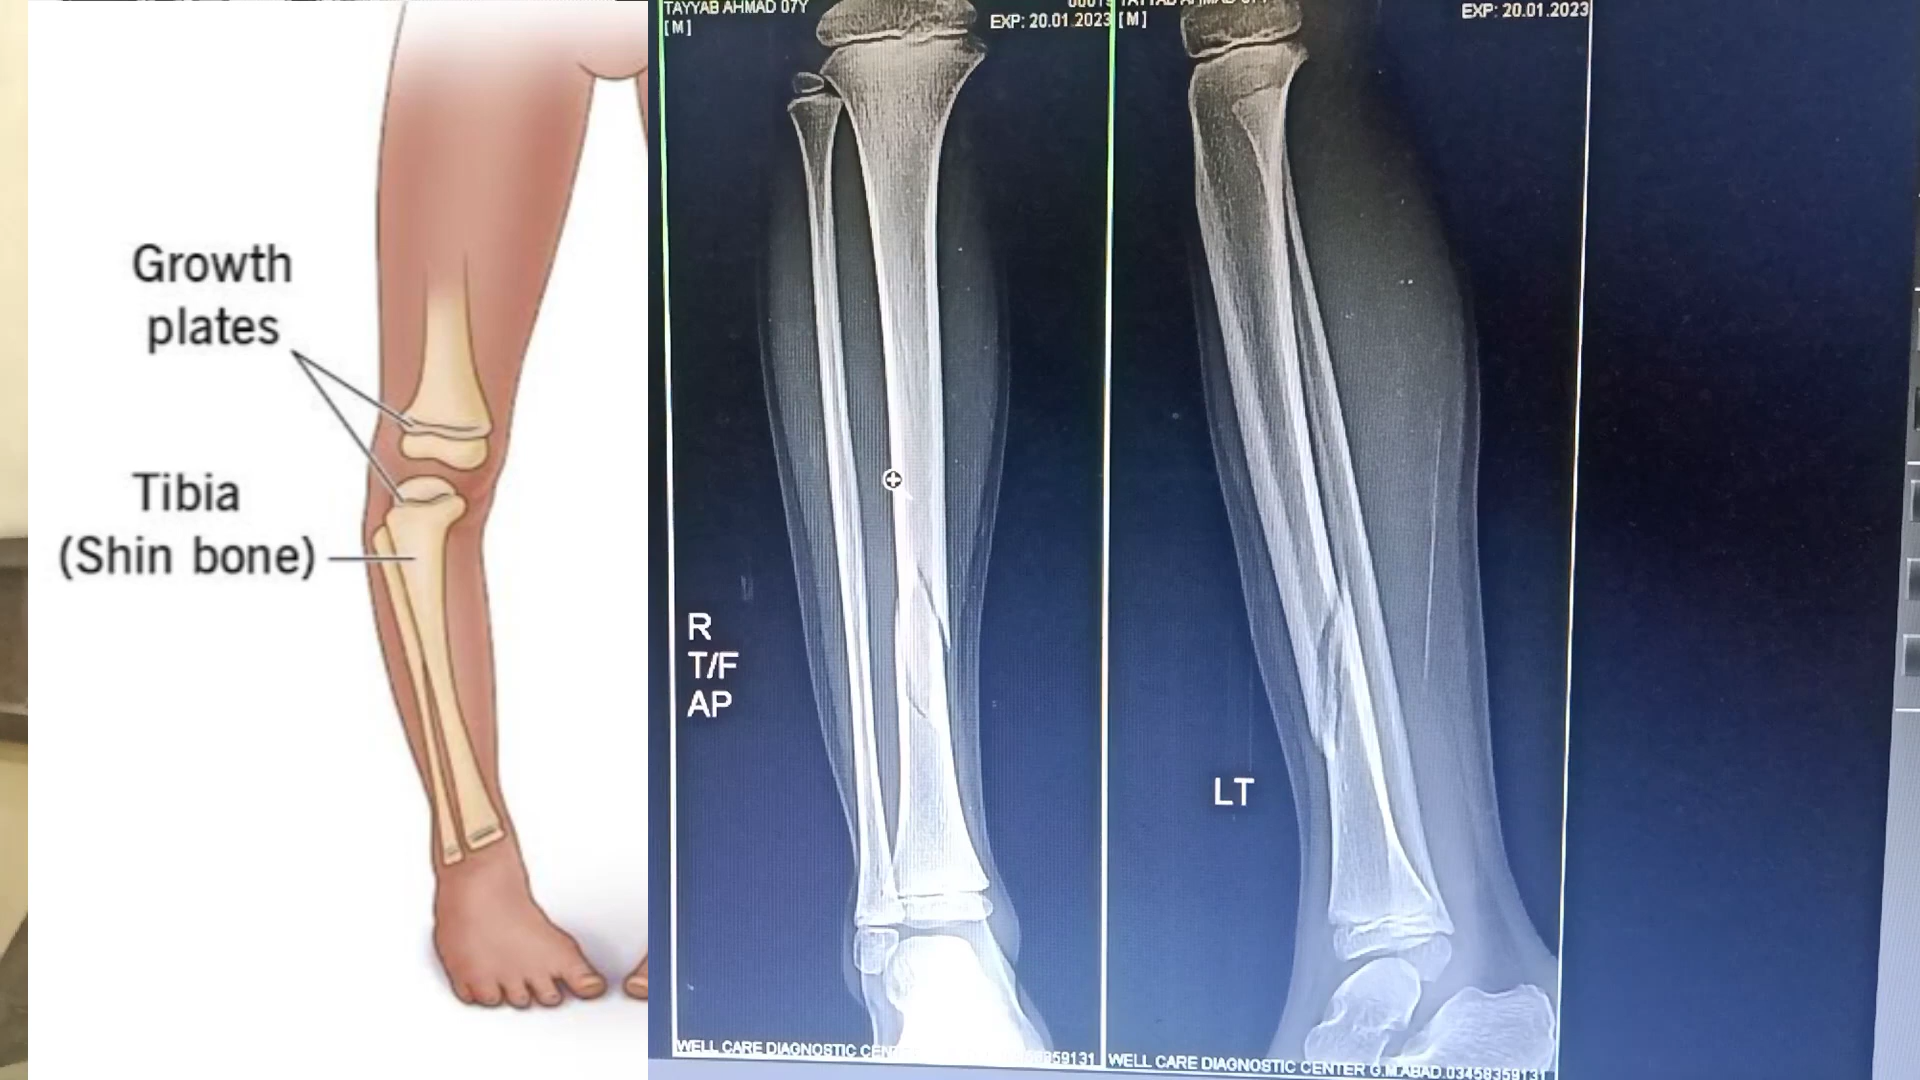 Growth
plates
Tibia
(Shin bone)
TAYYAB AHMAD 07Y
[M]
EXP: 20.01.2023
R
T/F
AP
WELL CARE DIAGNOSTIC
[M]
EXP: 20.01.2023
LT
WELL CARE DIAGNOSTIC CENTER G.M.ABAD.03458359131